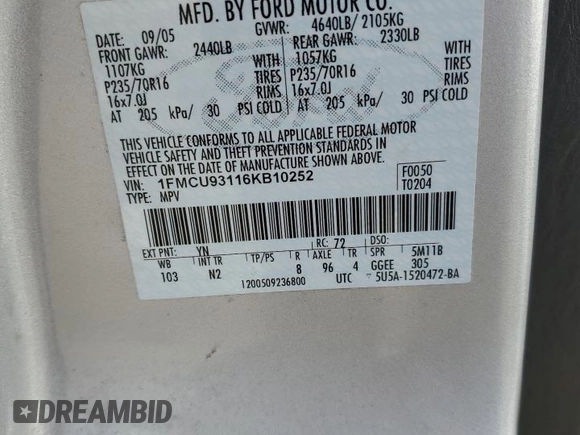 MFD. BY FORD MOTOR CO.
DATE: 09/05 GVWR: 4640LB/ 2105KG
FRONT GAWR: 2440LB REAR GAWR: 2330LB
1107KG WITH 1057KG WITH
P235/70R16 TIRES P235/70R16 TIRES
16x7.0J RIMS 16x7.0J RIMS
AT 205 kPa/ 30 PSI COLD AT 205 kPa/ 30 PSI COLD
THIS VEHICLE CONFORMS TO ALL APPLICABLE FEDERAL MOTOR
VEHICLE SAFETY AND THEFT PREVENTION STANDARDS IN
EFFECT ON THE DATE OF MANUFACTURE SHOWN ABOVE.
VIN: 1FMCU93116KB10252 F0050
TYPE: MPV T0204
EXT PNT: YN RC: 72 DSO:
WB INT TR TP/PS R AXLE TR SPR 5M11B
103 N2 8 96 4 GGEE 305
1200509236800 UTC 5U5A-1520472-BA
Ford
DREAMBID